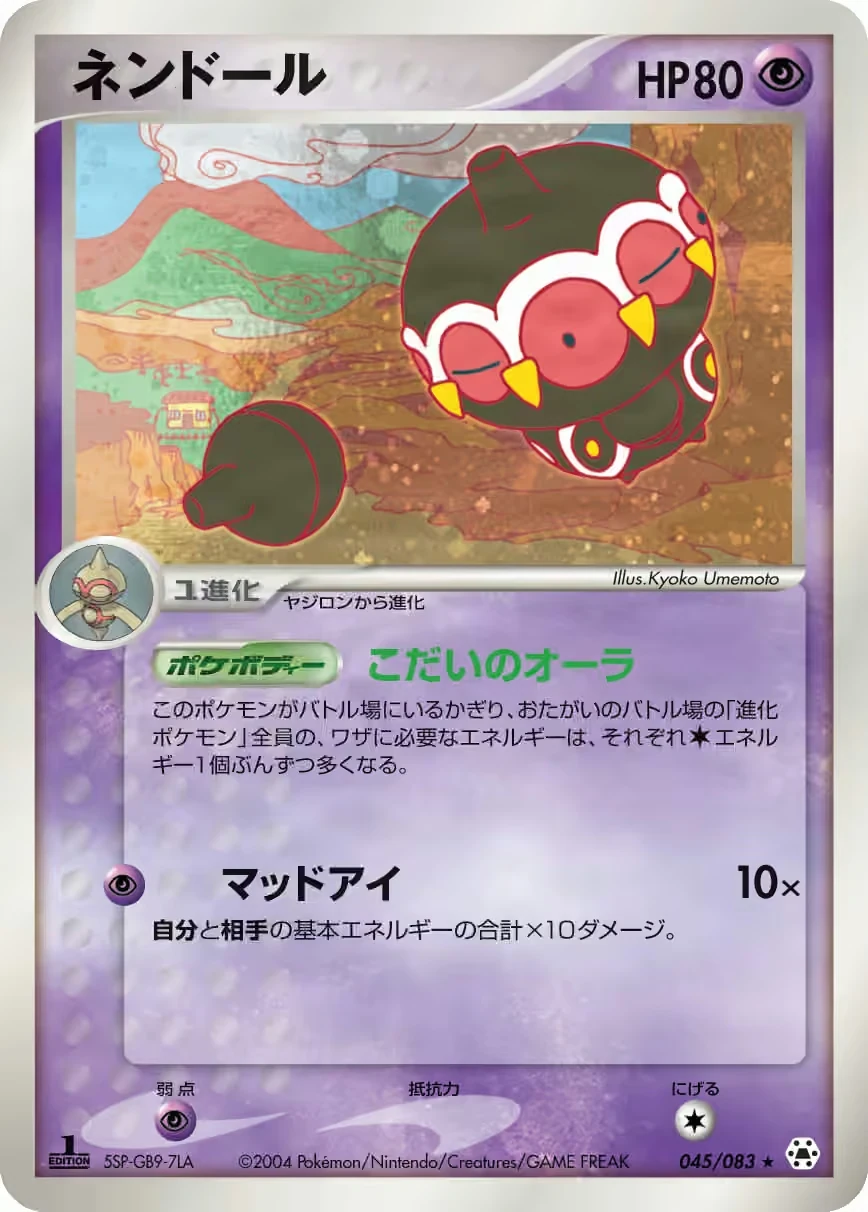 ネンドール
HP80
Illus.Kyoko Umemoto
1進化
ヤジロンから進化
ポケボディー こだいのオーラ
このポケモンがバトル場にいるかぎり、おたがいのバトル場の「進化
ポケモン」全員の、ワザに必要なエネルギーは、それぞれ✶エネル
ギー1個ぶんずつ多くなる。
マッドアイ 10×
自分と相手の基本エネルギーの合計×10ダメージ。
弱点 抵抗力 にげる
1 EDITION 5SP-GB9-7LA ©2004 Pokémon/Nintendo/Creatures/GAME FREAK 045/083 ★